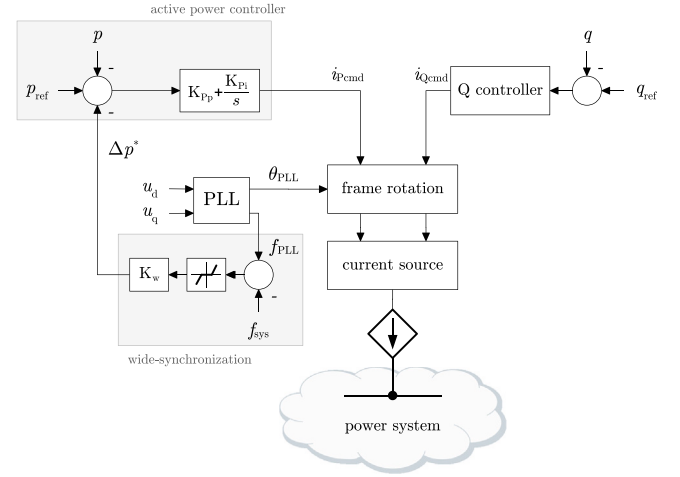 active power controller
p
-
p_ref
-
K_Pp+K_Pi/s
i_Pcmd
i_Qcmd
Q controller
q
-
q_ref
Δp*
u_d
u_q
PLL
θ_PLL
frame rotation
f_PLL
K_w
-
f_sys
current source
wide-synchronization
power system